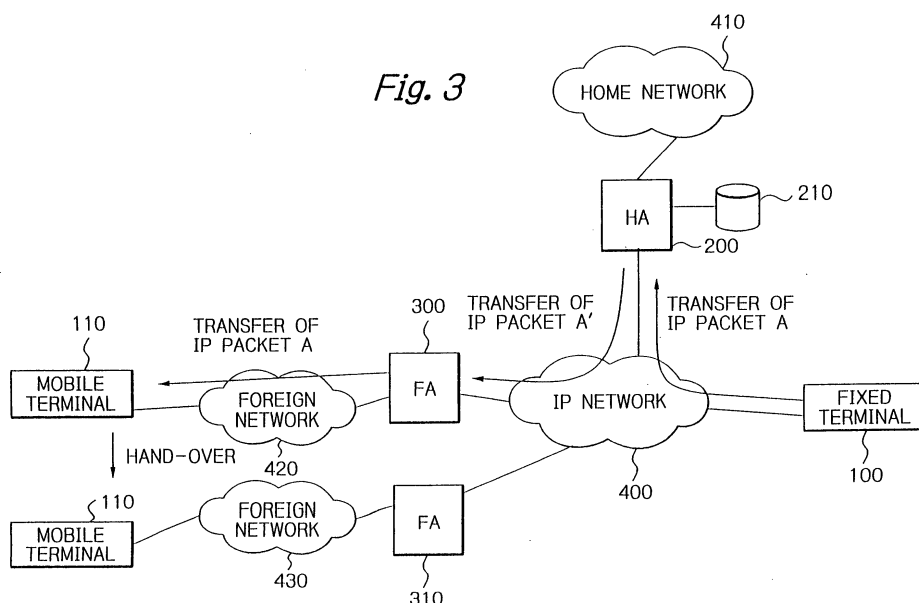 410
Fig. 3
HOME NETWORK
HA
210
200
TRANSFER OF
IP PACKET A'
TRANSFER OF
IP PACKET A
300
TRANSFER OF
IP PACKET A
110
MOBILE
TERMINAL
FOREIGN
NETWORK
420
FA
IP NETWORK
400
FIXED
TERMINAL
100
HAND-OVER
110
MOBILE
TERMINAL
FOREIGN
NETWORK
430
FA
310